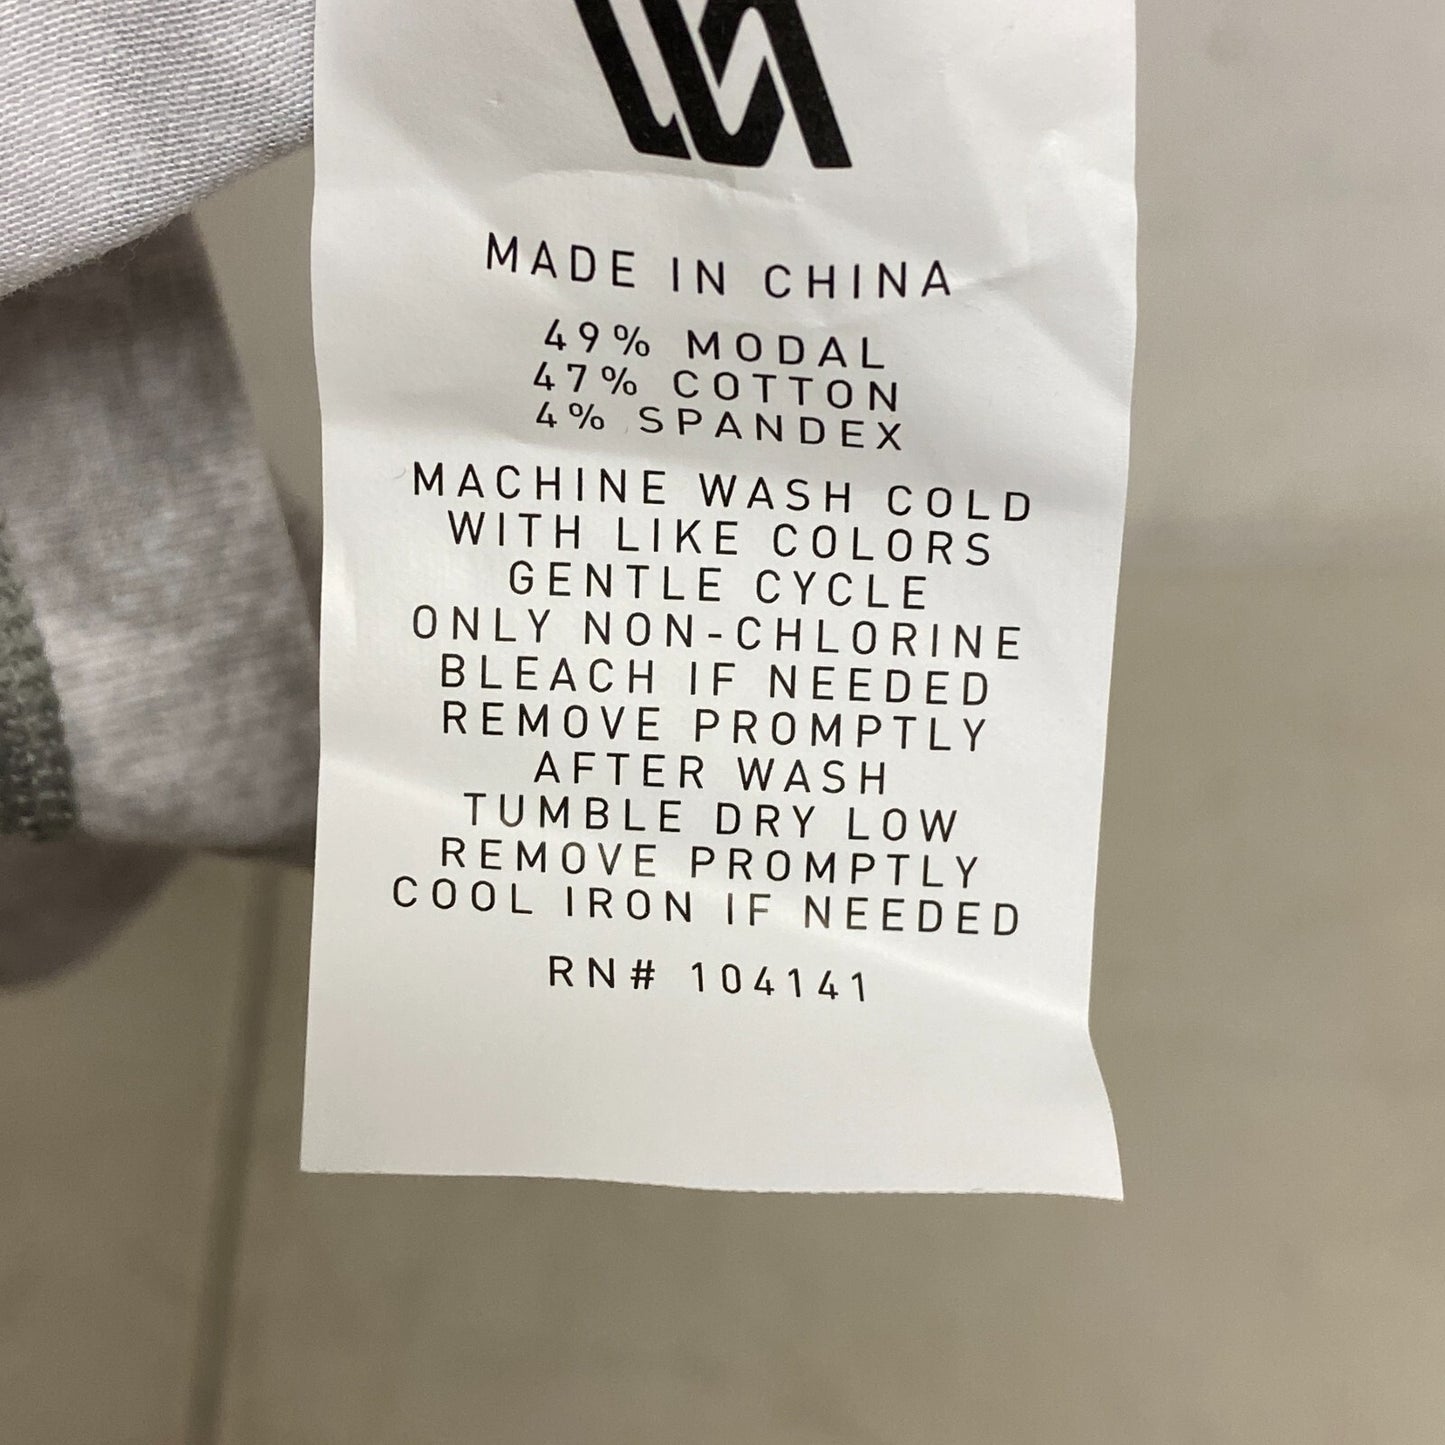 MADE IN CHINA
49% MODAL
47% COTTON
4% SPANDEX
MACHINE WASH COLD
WITH LIKE COLORS
GENTLE CYCLE
ONLY NON-CHLORINE
BLEACH IF NEEDED
REMOVE PROMPTLY
AFTER WASH
TUMBLE DRY LOW
REMOVE PROMPTLY
COOL IRON IF NEEDED
RN# 104141